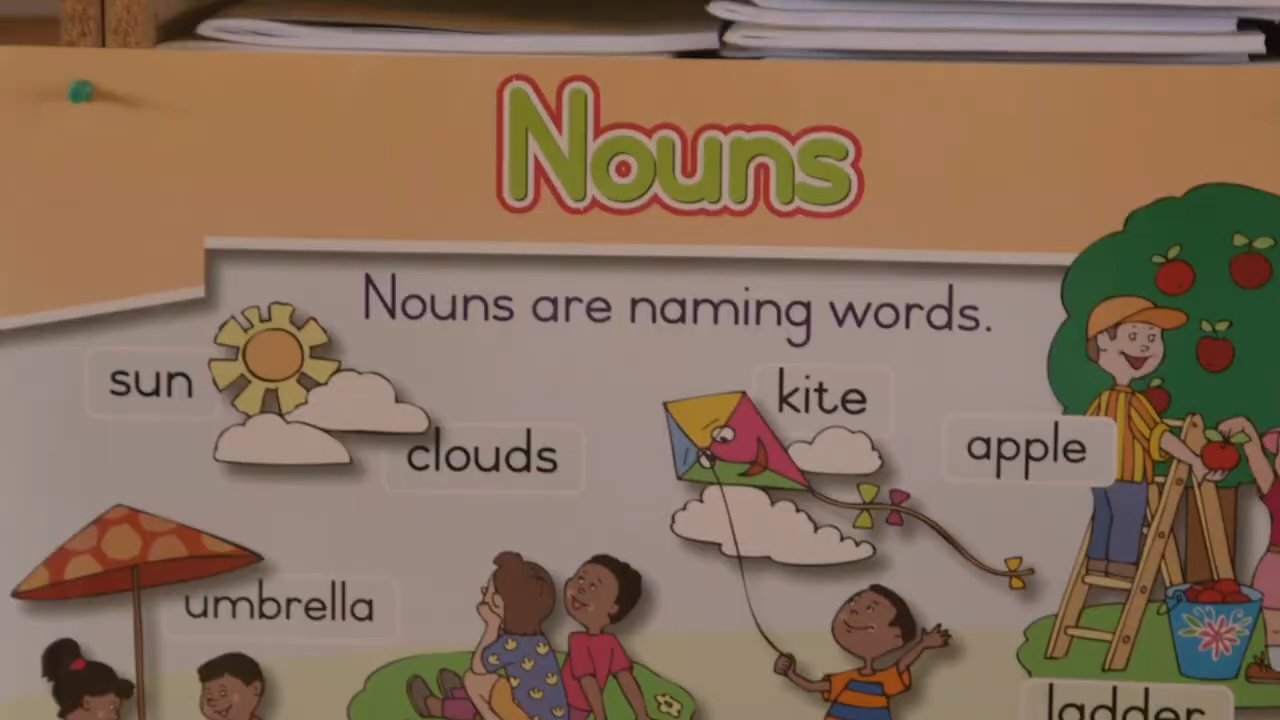 Nouns
Nouns are naming words.
sun
kite
clouds
apple
umbrella
ladder